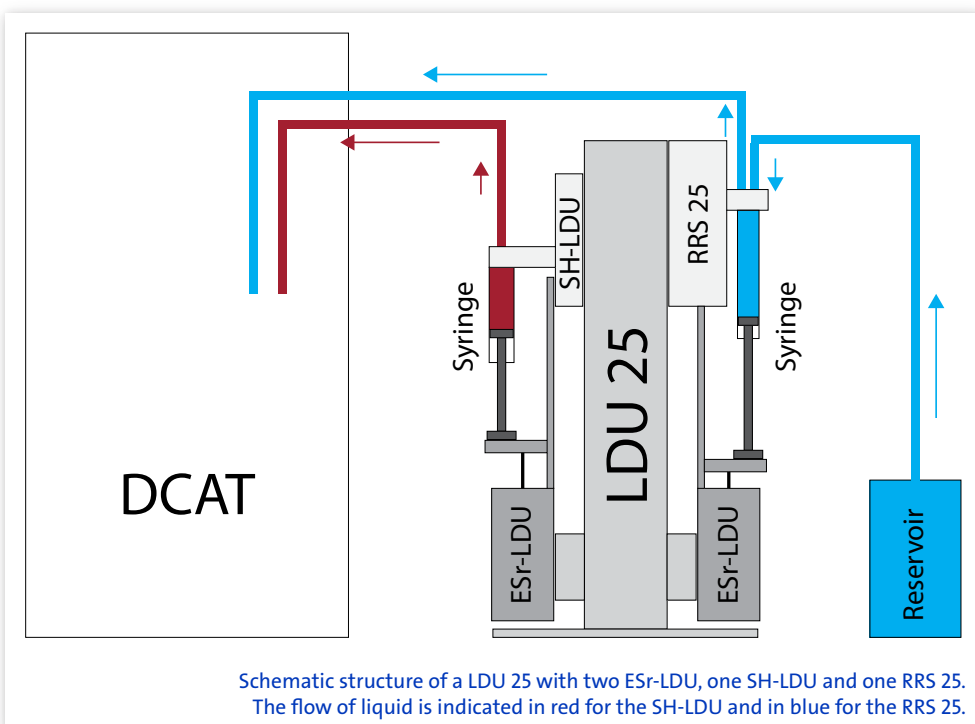 SH-LDU
RRS 25
Syringe
Syringe
LDU 25
DCAT
ESr-LDU
ESr-LDU
Reservoir
Schematic structure of a LDU 25 with two ESr-LDU, one SH-LDU and one RRS 25.
The flow of liquid is indicated in red for the SH-LDU and in blue for the RRS 25.